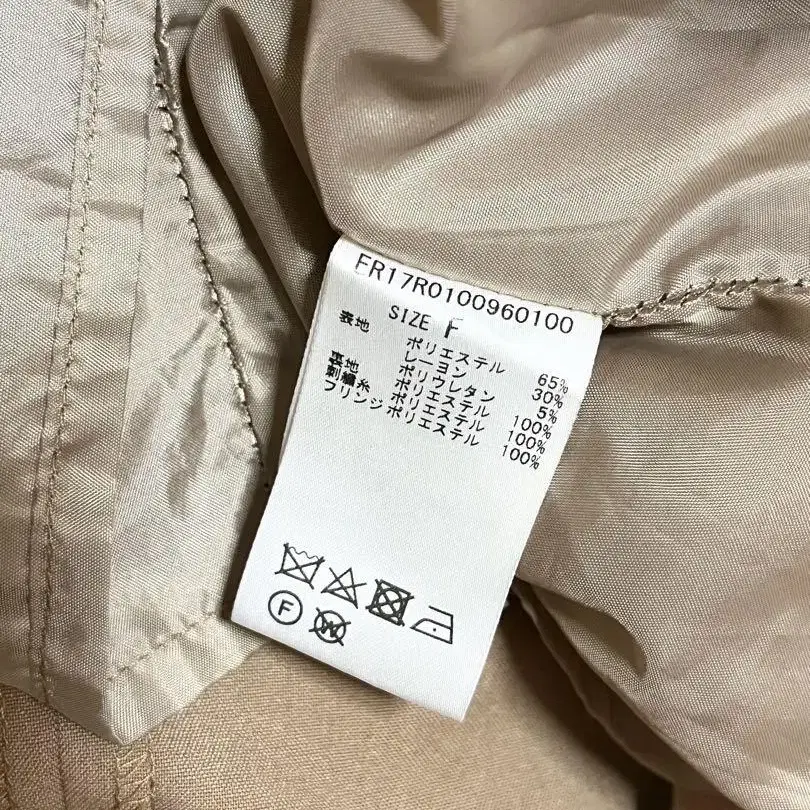 FR17R0100960100
SIZE F
表地 ポリエステル 65%
レーヨン 30%
ポリウレタン 5%
裏地 ポリエステル 100%
刺繍糸 ポリエステル 100%
フリンジ ポリエステル 100%
F
W